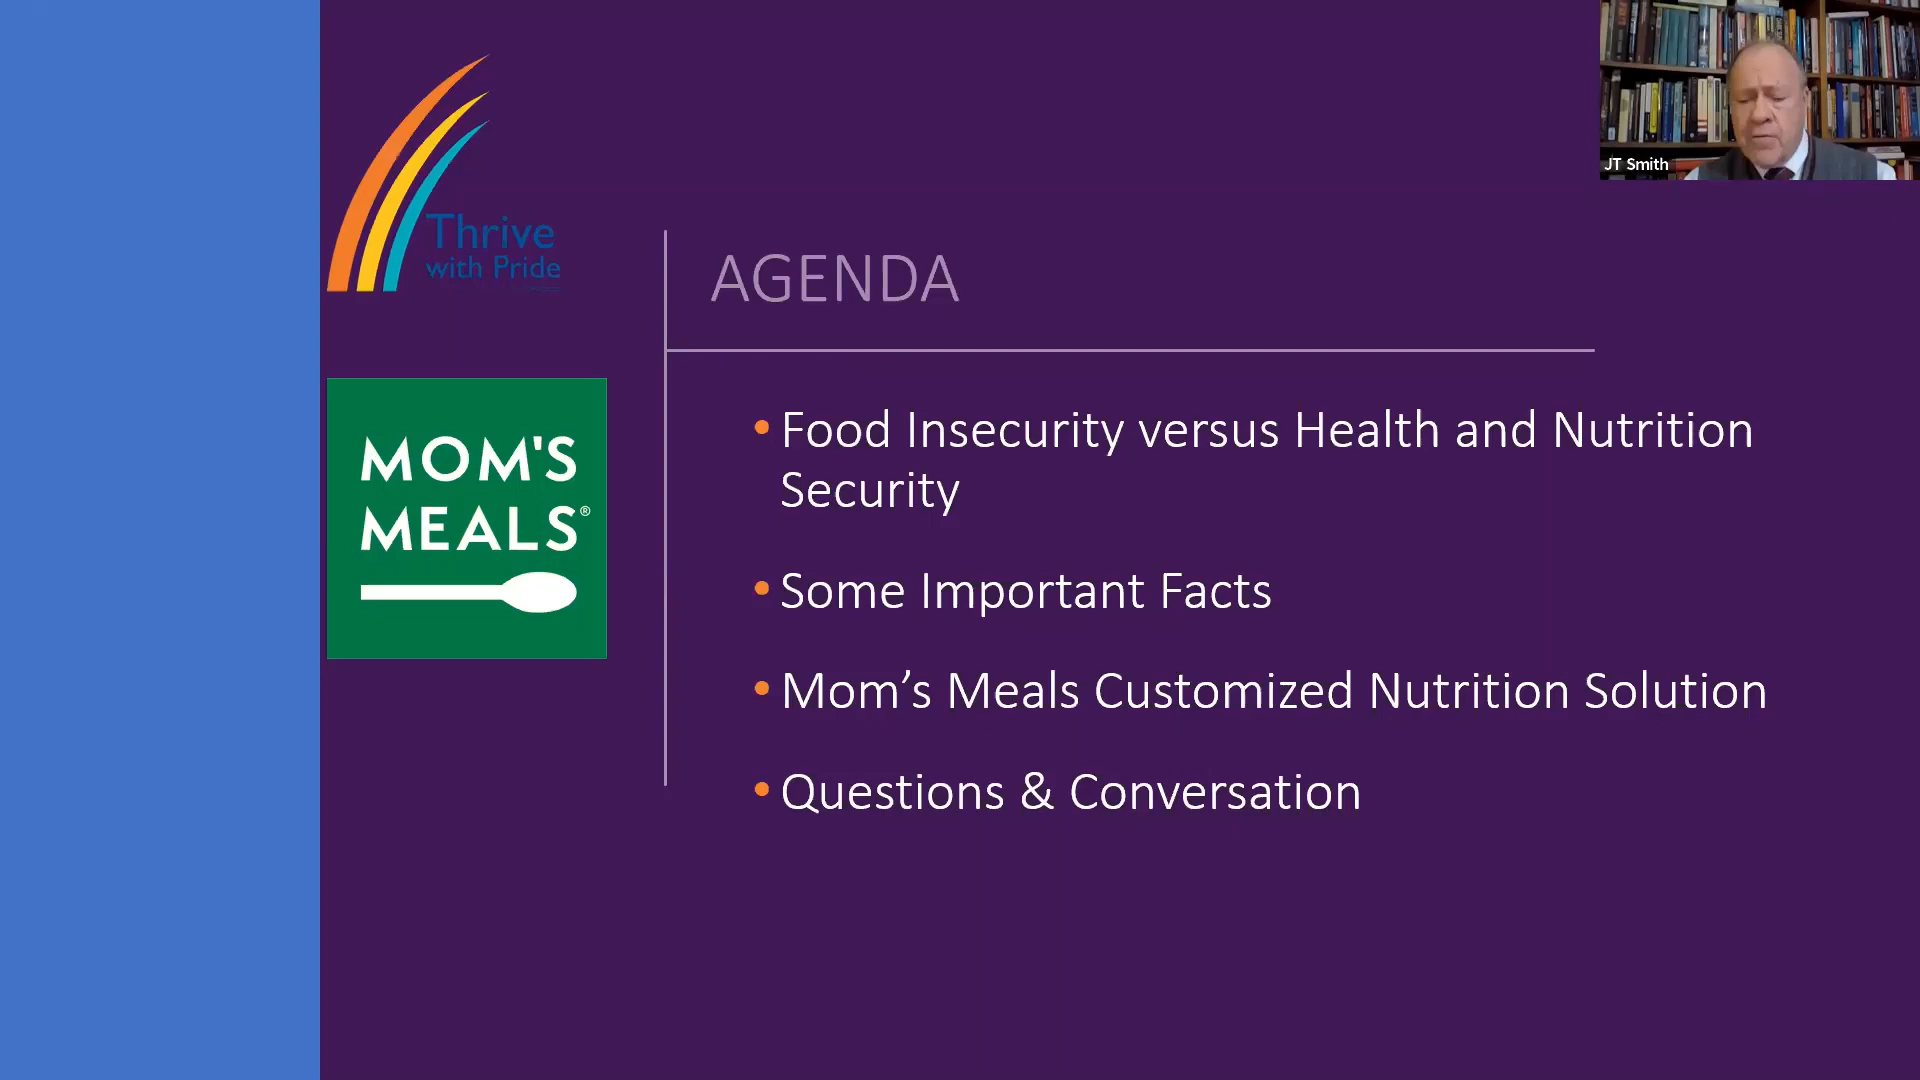 JT Smith
Thrive
with Pride
AGENDA
MOM'S
MEALS®
• Food Insecurity versus Health and Nutrition
Security
• Some Important Facts
• Mom’s Meals Customized Nutrition Solution
• Questions & Conversation